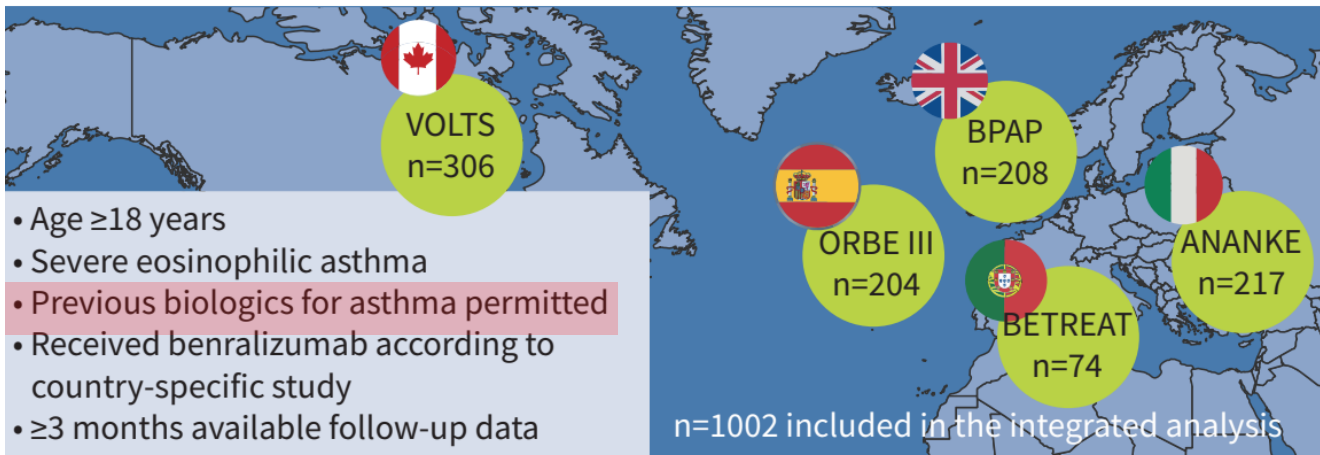 VOLTS
n=306
BPAP
n=208
ORBE III
n=204
ANANKE
n=217
BETREAT
n=74
• Age ≥18 years
• Severe eosinophilic asthma
• Previous biologics for asthma permitted
• Received benralizumab according to
country-specific study
• ≥3 months available follow-up data
n=1002 included in the integrated analysis